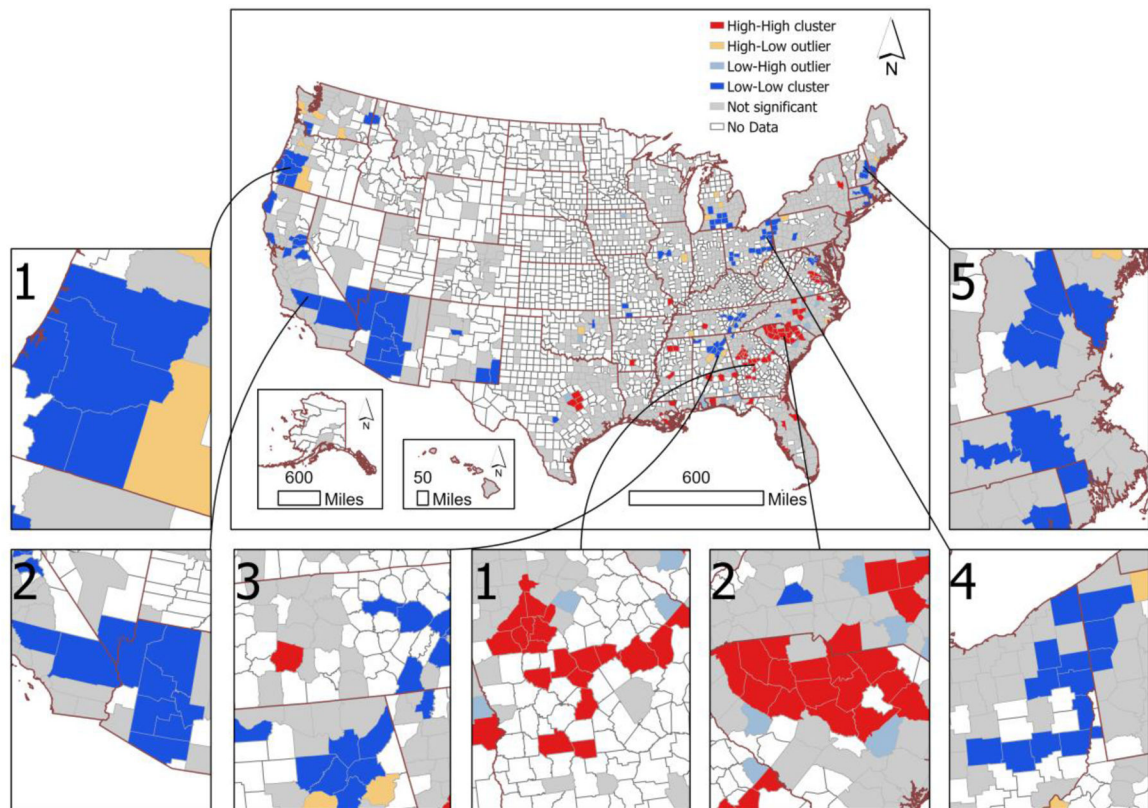 High-High cluster
High-Low outlier
Low-High outlier
Low-Low cluster
Not significant
No Data
N
1
5
N
600
Miles
N
50
Miles
600
Miles
2
3
1
2
4